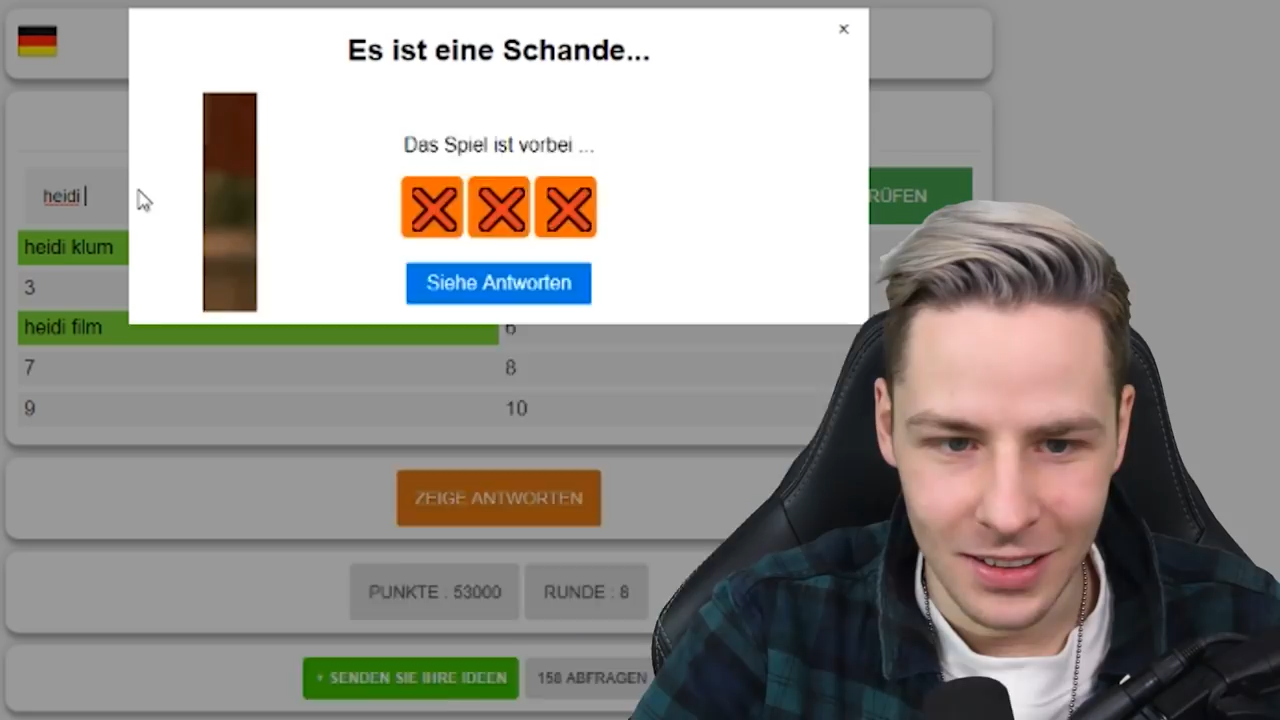 ×
Es ist eine Schande...
Das Spiel ist vorbei ...
heidi
RÜFEN
heidi klum
3
Siehe Antworten
heidi film
6
7
8
9
10
ZEIGE ANTWORTEN
PUNKTE : 53000
RUNDE : 8
+ SENDEN SIE IHRE IDEEN
158 ABFRAGEN